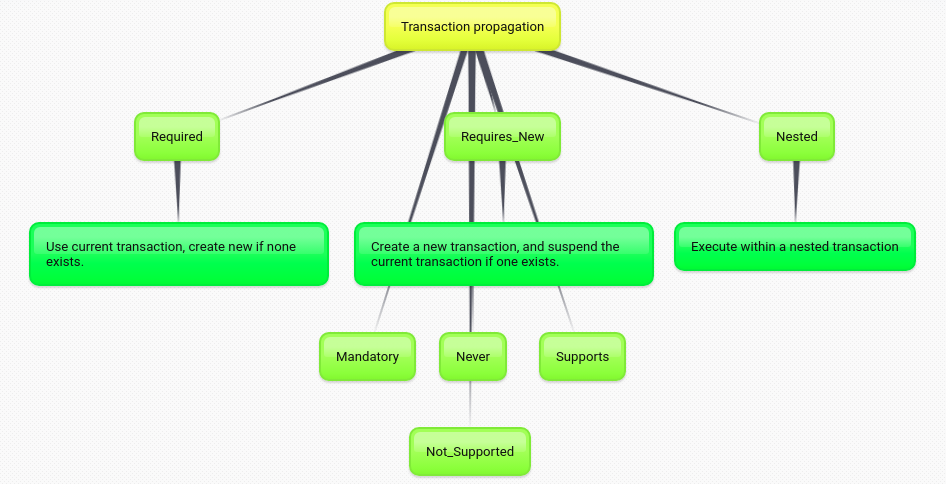 Transaction propagation
Required
Requires_New
Nested
Use current transaction, create new if none
exists.
Create a new transaction, and suspend the
current transaction if one exists.
Execute within a nested transaction
Mandatory
Never
Supports
Not_Supported